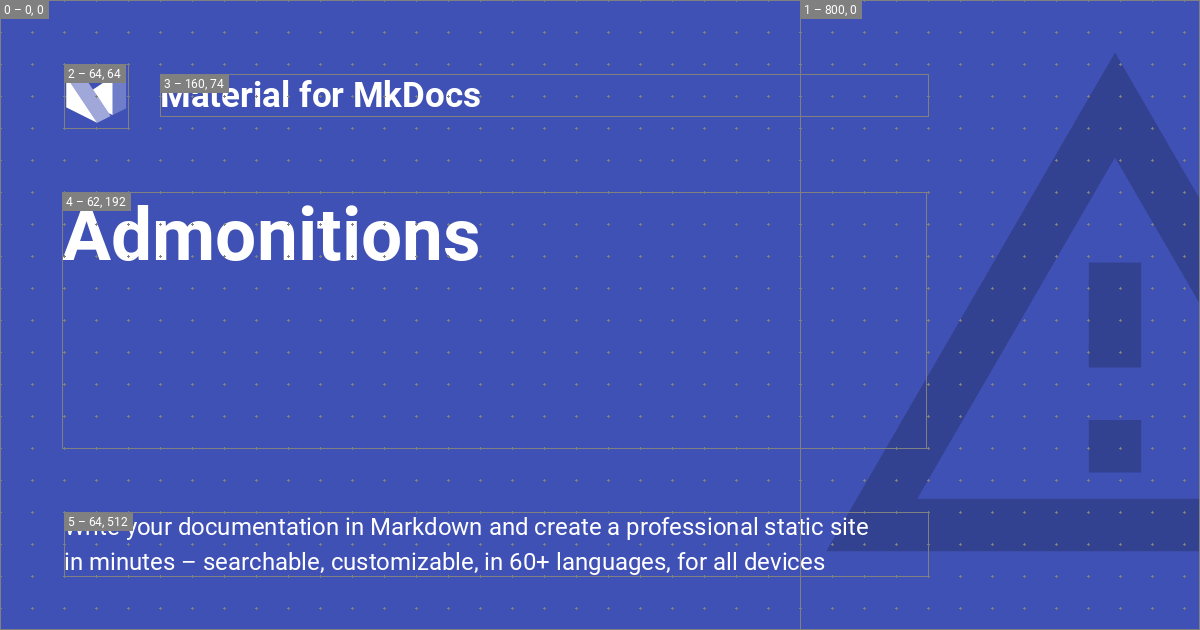 0 – 0, 0
1 – 800, 0
2 – 64, 64
3 – 160, 74
Material for MkDocs
4 – 62, 192
Admonitions
5 – 64, 512
Write your documentation in Markdown and create a professional static site
in minutes – searchable, customizable, in 60+ languages, for all devices